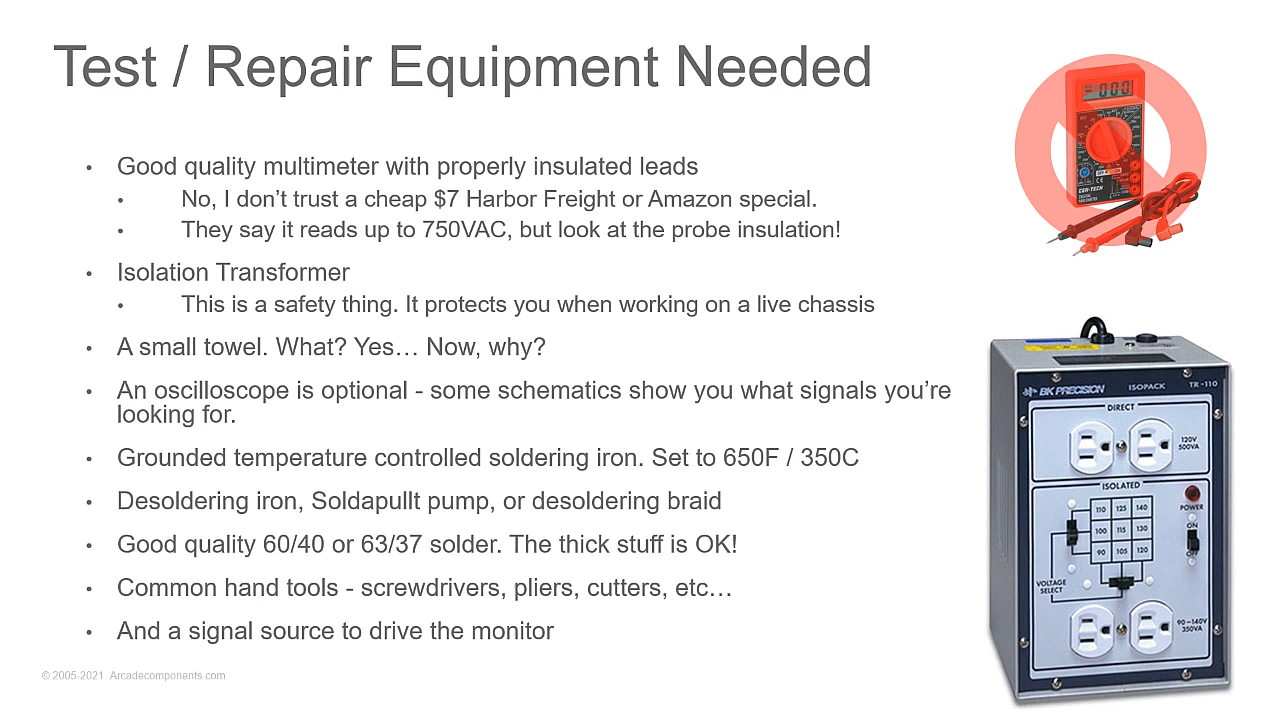 Test / Repair Equipment Needed
• Good quality multimeter with properly insulated leads
• No, I don’t trust a cheap $7 Harbor Freight or Amazon special.
• They say it reads up to 750VAC, but look at the probe insulation!
• Isolation Transformer
• This is a safety thing. It protects you when working on a live chassis
• A small towel. What? Yes… Now, why?
• An oscilloscope is optional - some schematics show you what signals you’re
looking for.
• Grounded temperature controlled soldering iron. Set to 650F / 350C
• Desoldering iron, Soldapullt pump, or desoldering braid
• Good quality 60/40 or 63/37 solder. The thick stuff is OK!
• Common hand tools - screwdrivers, pliers, cutters, etc…
• And a signal source to drive the monitor
© 2005-2021 Arcadecomponents.com
000
CEN-TECH
BK PRECISION ISOPACK TR-110
DIRECT
120V
500VA
ISOLATED
110 125 140
100 115 130
90 105 120
POWER
ON
OFF
VOLTAGE
SELECT
90-140V
350VA